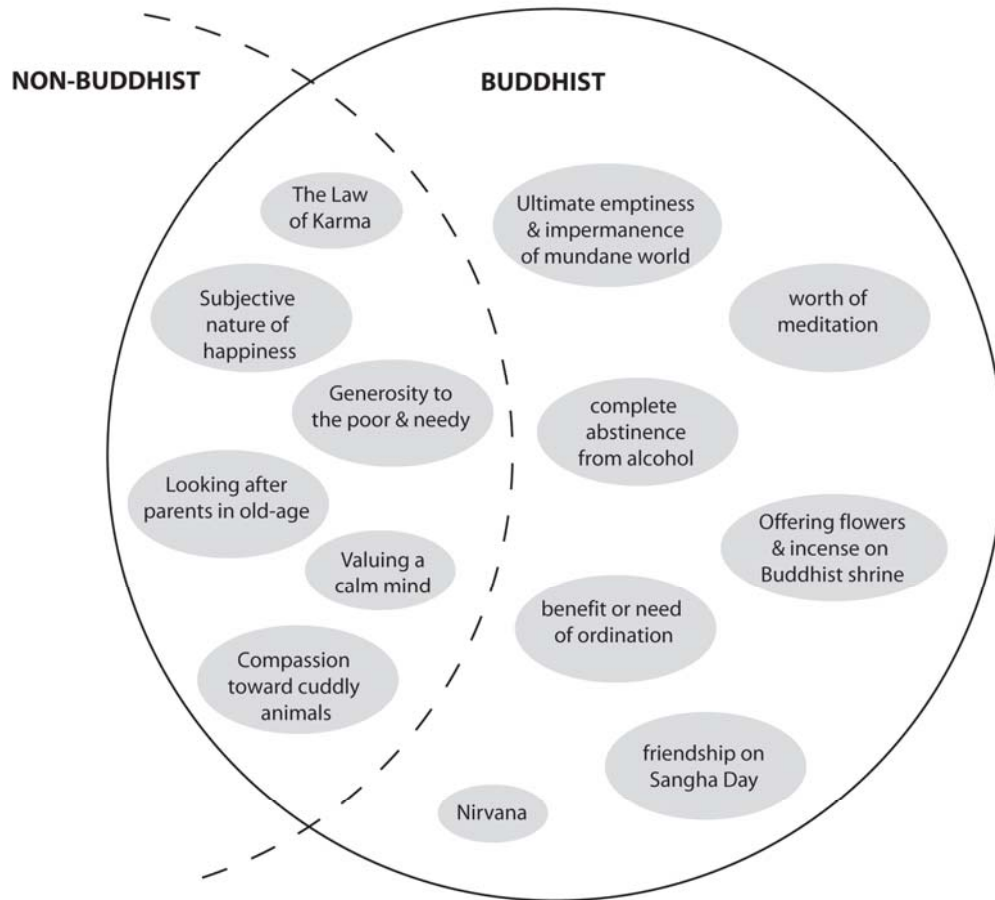 NON-BUDDHIST
BUDDHIST
The Law
of Karma
Ultimate emptiness
& impermanence
of mundane world
Subjective
nature of
happiness
worth of
meditation
Generosity to
the poor & needy
complete
abstinence
from alcohol
Looking after
parents in old-age
Offering flowers
& incense on
Buddhist shrine
Valuing a
calm mind
benefit or need
of ordination
Compassion
toward cuddly
animals
friendship on
Sangha Day
Nirvana